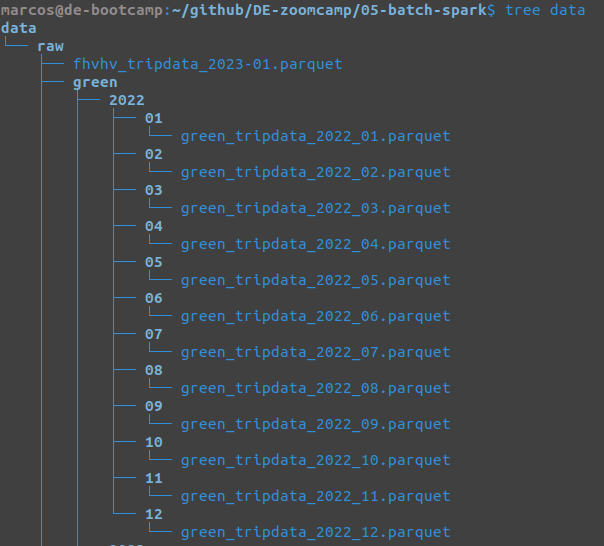 marcos@de-bootcamp:~/github/DE-zoomcamp/05-batch-spark$ tree data
data
└── raw
    ├── fhvhv_tripdata_2023-01.parquet
    ├── green
    │   ├── 2022
    │   │   ├── 01
    │   │   │   └── green_tripdata_2022_01.parquet
    │   │   ├── 02
    │   │   │   └── green_tripdata_2022_02.parquet
    │   │   ├── 03
    │   │   │   └── green_tripdata_2022_03.parquet
    │   │   ├── 04
    │   │   │   └── green_tripdata_2022_04.parquet
    │   │   ├── 05
    │   │   │   └── green_tripdata_2022_05.parquet
    │   │   ├── 06
    │   │   │   └── green_tripdata_2022_06.parquet
    │   │   ├── 07
    │   │   │   └── green_tripdata_2022_07.parquet
    │   │   ├── 08
    │   │   │   └── green_tripdata_2022_08.parquet
    │   │   ├── 09
    │   │   │   └── green_tripdata_2022_09.parquet
    │   │   ├── 10
    │   │   │   └── green_tripdata_2022_10.parquet
    │   │   ├── 11
    │   │   │   └── green_tripdata_2022_11.parquet
    │   │   └── 12
    │   │       └── green_tripdata_2022_12.parquet